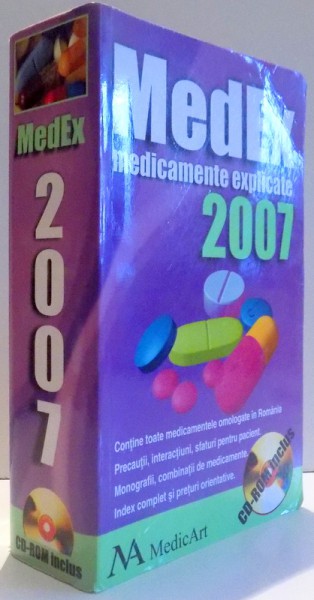 MedEx
2007
CD-ROM inclus
MedEx
medicamente explicate
2007
Conține toate medicamentele omologate în România
Precauții, interacțiuni, sfaturi pentru pacient.
Monografii, combinații de medicamente.
Index complet și prețuri orientative.
CD-ROM inclus
MA MedicArt